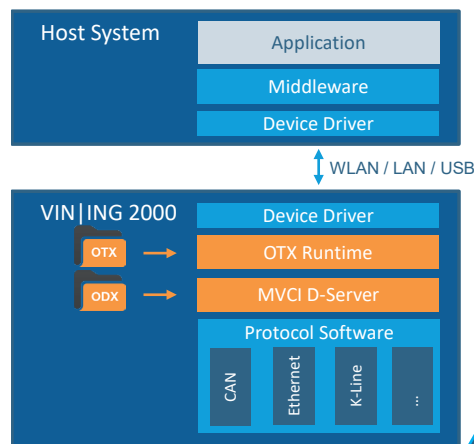 Host System
Application
Middleware
Device Driver
WLAN / LAN / USB
VIN|ING 2000
Device Driver
OTX
OTX Runtime
ODX
MVCI D-Server
Protocol Software
CAN
Ethernet
K-Line
...